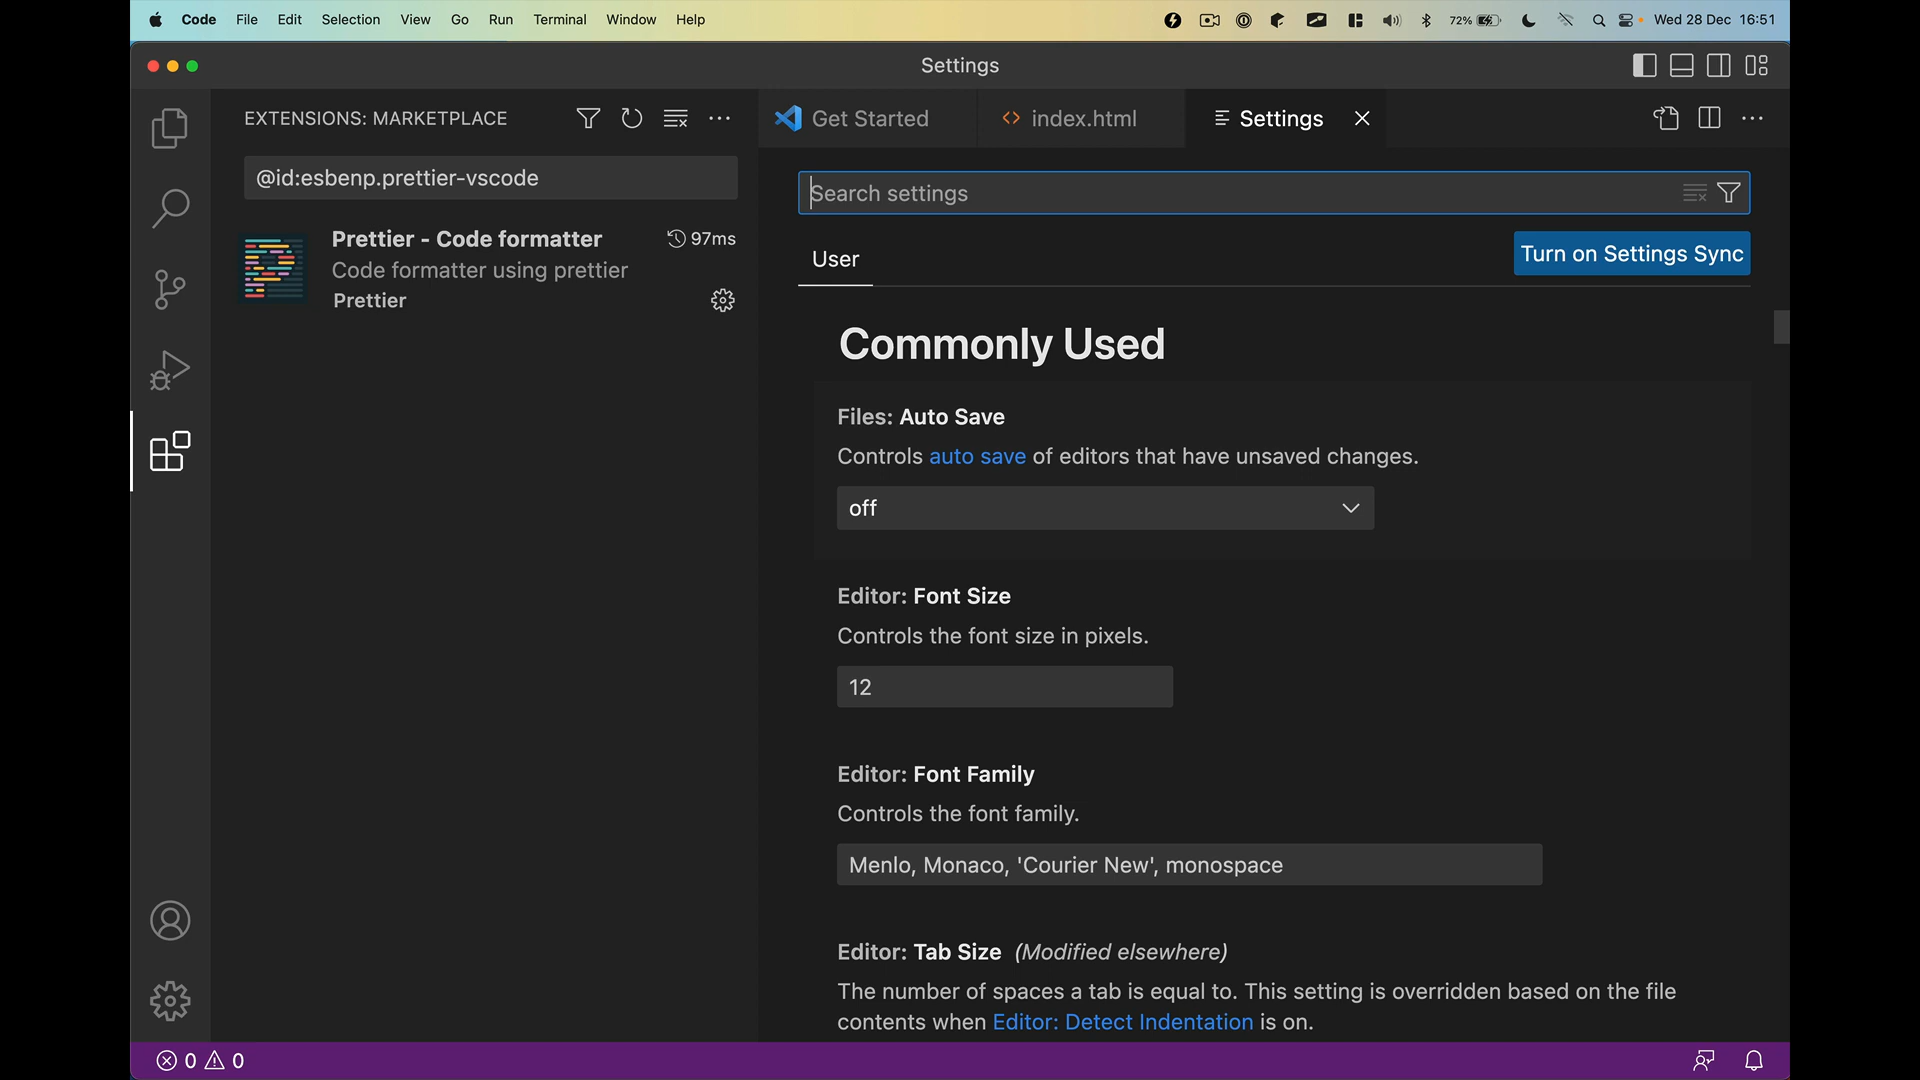 Code File Edit Selection View Go Run Terminal Window Help 72% Wed 28 Dec 16:51
Settings
EXTENSIONS: MARKETPLACE
Get Started
index.html
Settings
@id:esbenp.prettier-vscode
Prettier - Code formatter
97ms
Code formatter using prettier
Prettier
Search settings
User
Turn on Settings Sync
Commonly Used
Files: Auto Save
Controls auto save of editors that have unsaved changes.
off
Editor: Font Size
Controls the font size in pixels.
12
Editor: Font Family
Controls the font family.
Menlo, Monaco, 'Courier New', monospace
Editor: Tab Size (Modified elsewhere)
The number of spaces a tab is equal to. This setting is overridden based on the file
contents when Editor: Detect Indentation is on.
0 0